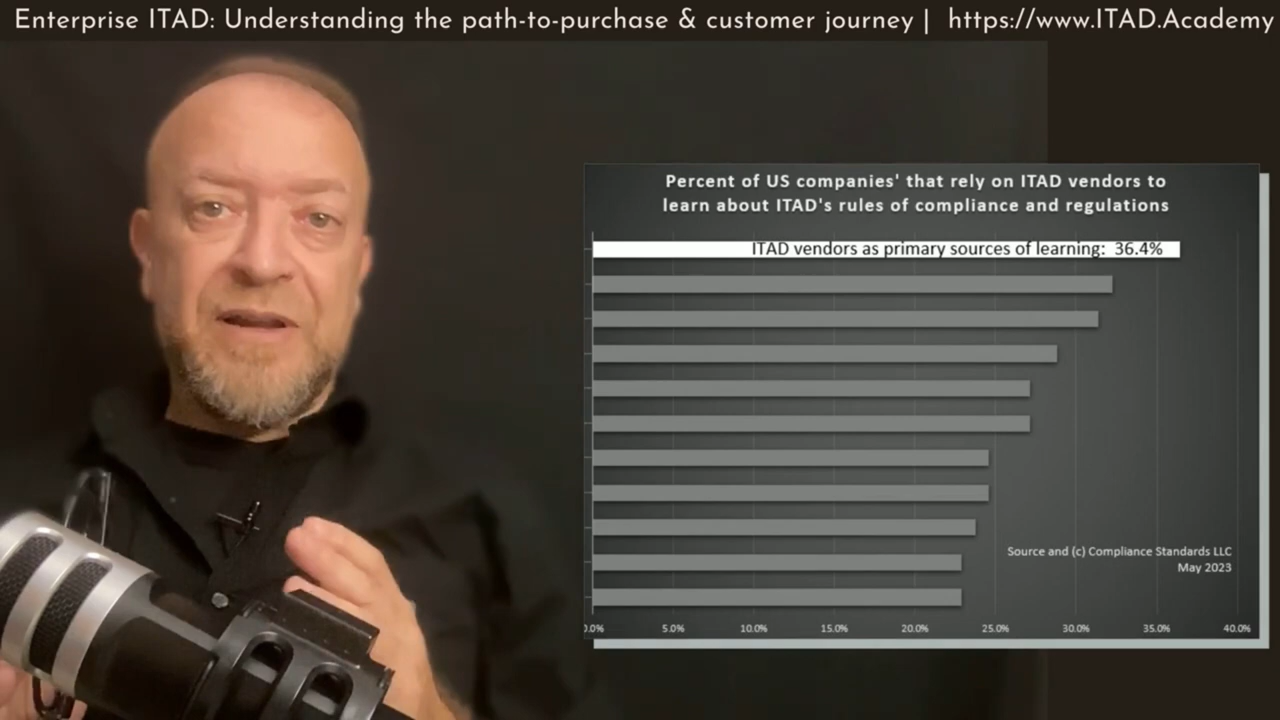 Enterprise ITAD: Understanding the path-to-purchase & customer journey | https://www.ITAD.Academy
Percent of US companies' that rely on ITAD vendors to
learn about ITAD's rules of compliance and regulations
ITAD vendors as primary sources of learning: 36.4%
Source and (c) Compliance Standards LLC
May 2023
0.0% 5.0% 10.0% 15.0% 20.0% 25.0% 30.0% 35.0% 40.0%